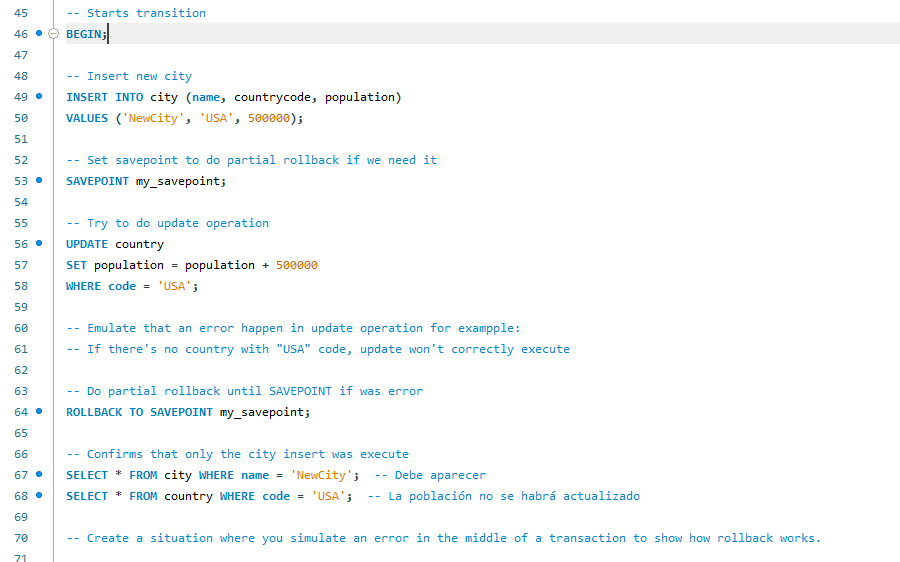 45 -- Starts transition
46 BEGIN;
47
48 -- Insert new city
49 INSERT INTO city (name, countrycode, population)
50 VALUES ('NewCity', 'USA', 500000);
51
52 -- Set savepoint to do partial rollback if we need it
53 SAVEPOINT my_savepoint;
54
55 -- Try to do update operation
56 UPDATE country
57 SET population = population + 500000
58 WHERE code = 'USA';
59
60 -- Emulate that an error happen in update operation for exampple:
61 -- If there's no country with "USA" code, update won't correctly execute
62
63 -- Do partial rollback until SAVEPOINT if was error
64 ROLLBACK TO SAVEPOINT my_savepoint;
65
66 -- Confirms that only the city insert was execute
67 SELECT * FROM city WHERE name = 'NewCity';  -- Debe aparecer
68 SELECT * FROM country WHERE code = 'USA';  -- La población no se habrá actualizado
69
70 -- Create a situation where you simulate an error in the middle of a transaction to show how rollback works.
71